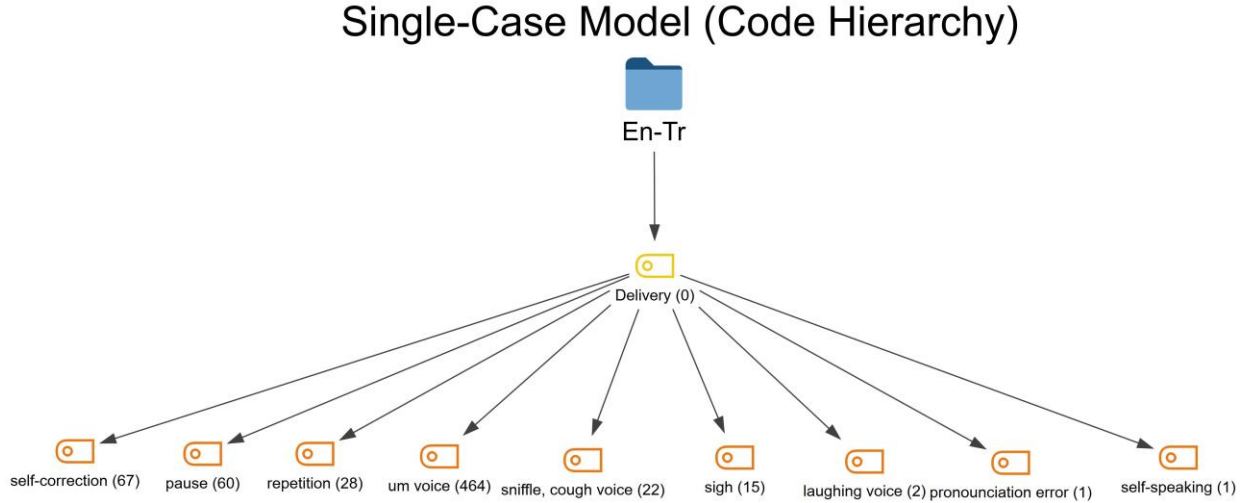 Single-Case Model (Code Hierarchy)
En-Tr
Delivery (0)
self-correction (67)
pause (60)
repetition (28)
um voice (464)
sniffle, cough voice (22)
sigh (15)
laughing voice (2)
pronounciation error (1)
self-speaking (1)